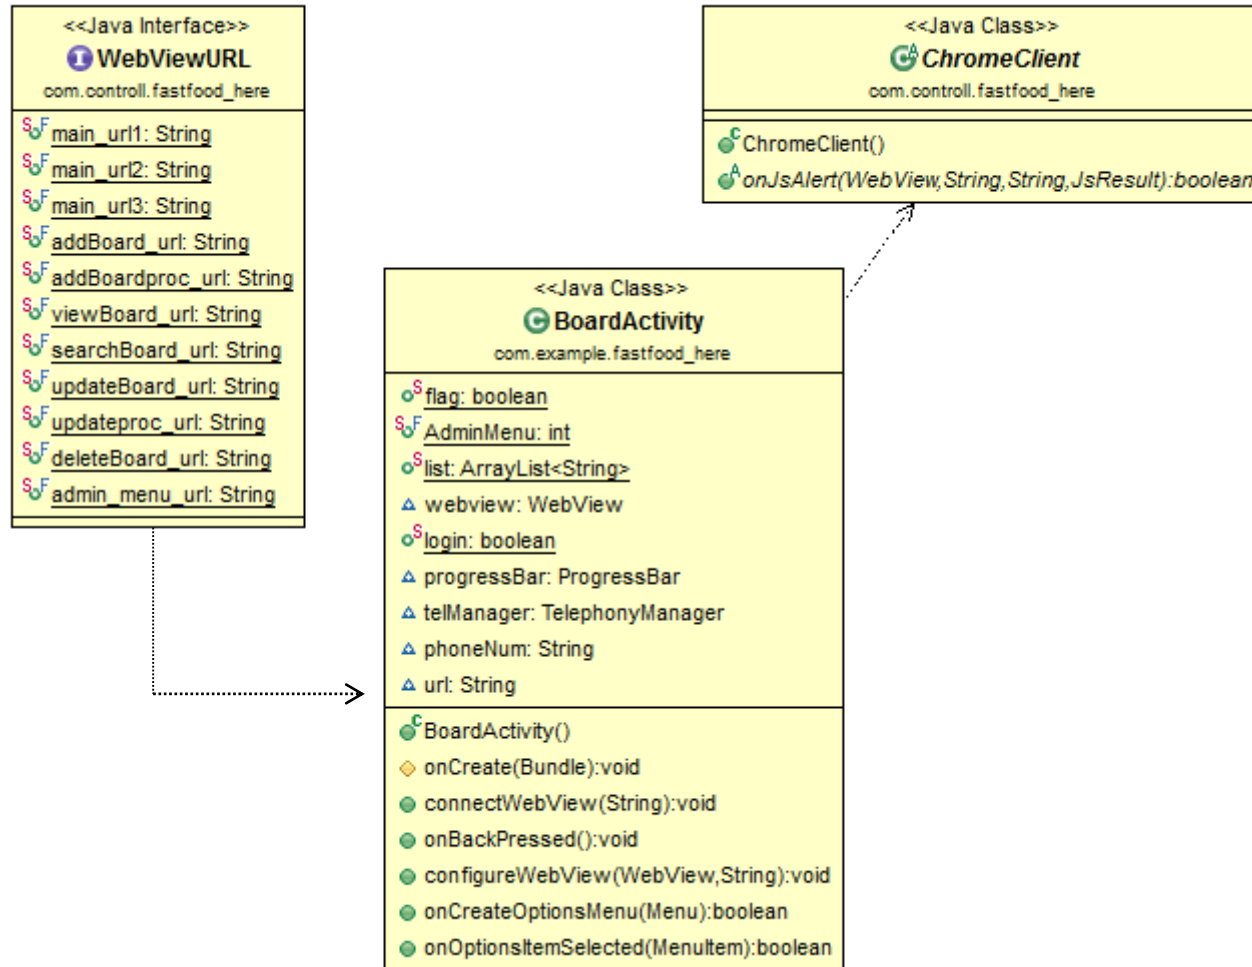 <<Java Interface>>
WebViewURL
com.controll.fastfood_here
main_url1: String
main_url2: String
main_url3: String
addBoard_url: String
addBoardproc_url: String
viewBoard_url: String
searchBoard_url: String
updateBoard_url: String
updateproc_url: String
deleteBoard_url: String
admin_menu_url: String
<<Java Class>>
ChromeClient
com.controll.fastfood_here
ChromeClient()
onJsAlert(WebView,String,String,JsResult):boolean
<<Java Class>>
BoardActivity
com.example.fastfood_here
flag: boolean
AdminMenu: int
list: ArrayList<String>
webview: WebView
login: boolean
progressBar: ProgressBar
telManager: TelephonyManager
phoneNum: String
url: String
BoardActivity()
onCreate(Bundle):void
connectWebView(String):void
onBackPressed():void
configureWebView(WebView,String):void
onCreateOptionsMenu(Menu):boolean
onOptionsItemSelected(MenuItem):boolean